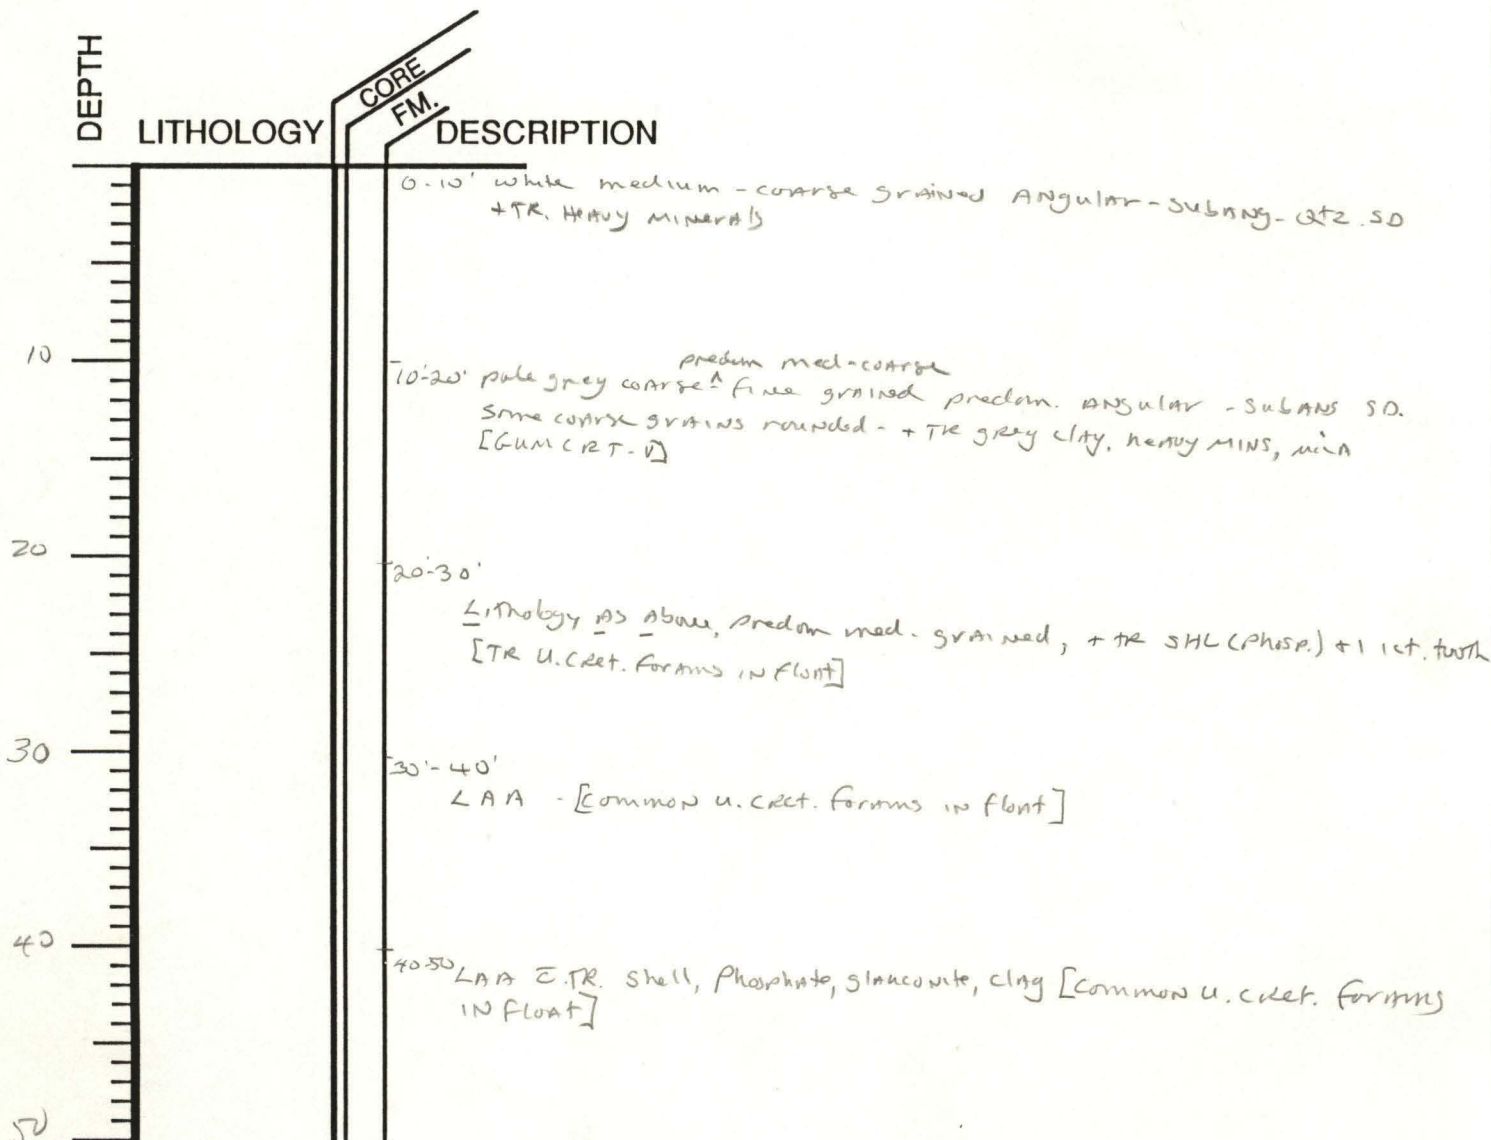 DEPTH
LITHOLOGY
CORE
FM.
DESCRIPTION
0-10' white medium - coarse grained Angular-subang- Qtz. SD
+TR. Heavy minerals
10
predom med-coarse
10'-20' pale grey coarse ^ fine grained predom. Angular - SubAng SD.
Some coarse grains rounded - + TR grey clay, heavy MINS, mica
20
20'-30'
Lithology As Above, predom med. grained, + TR SHL (phosp.) + 1 ict. tooth
[TR U. Cret. forams in float]
30
30'-40'
LAA - [common U. Cret. forams in float]
40
40-50 LAA c̄ TR. shell, phosphate, glauconite, clay [common U. Cret. forams
IN float]
50